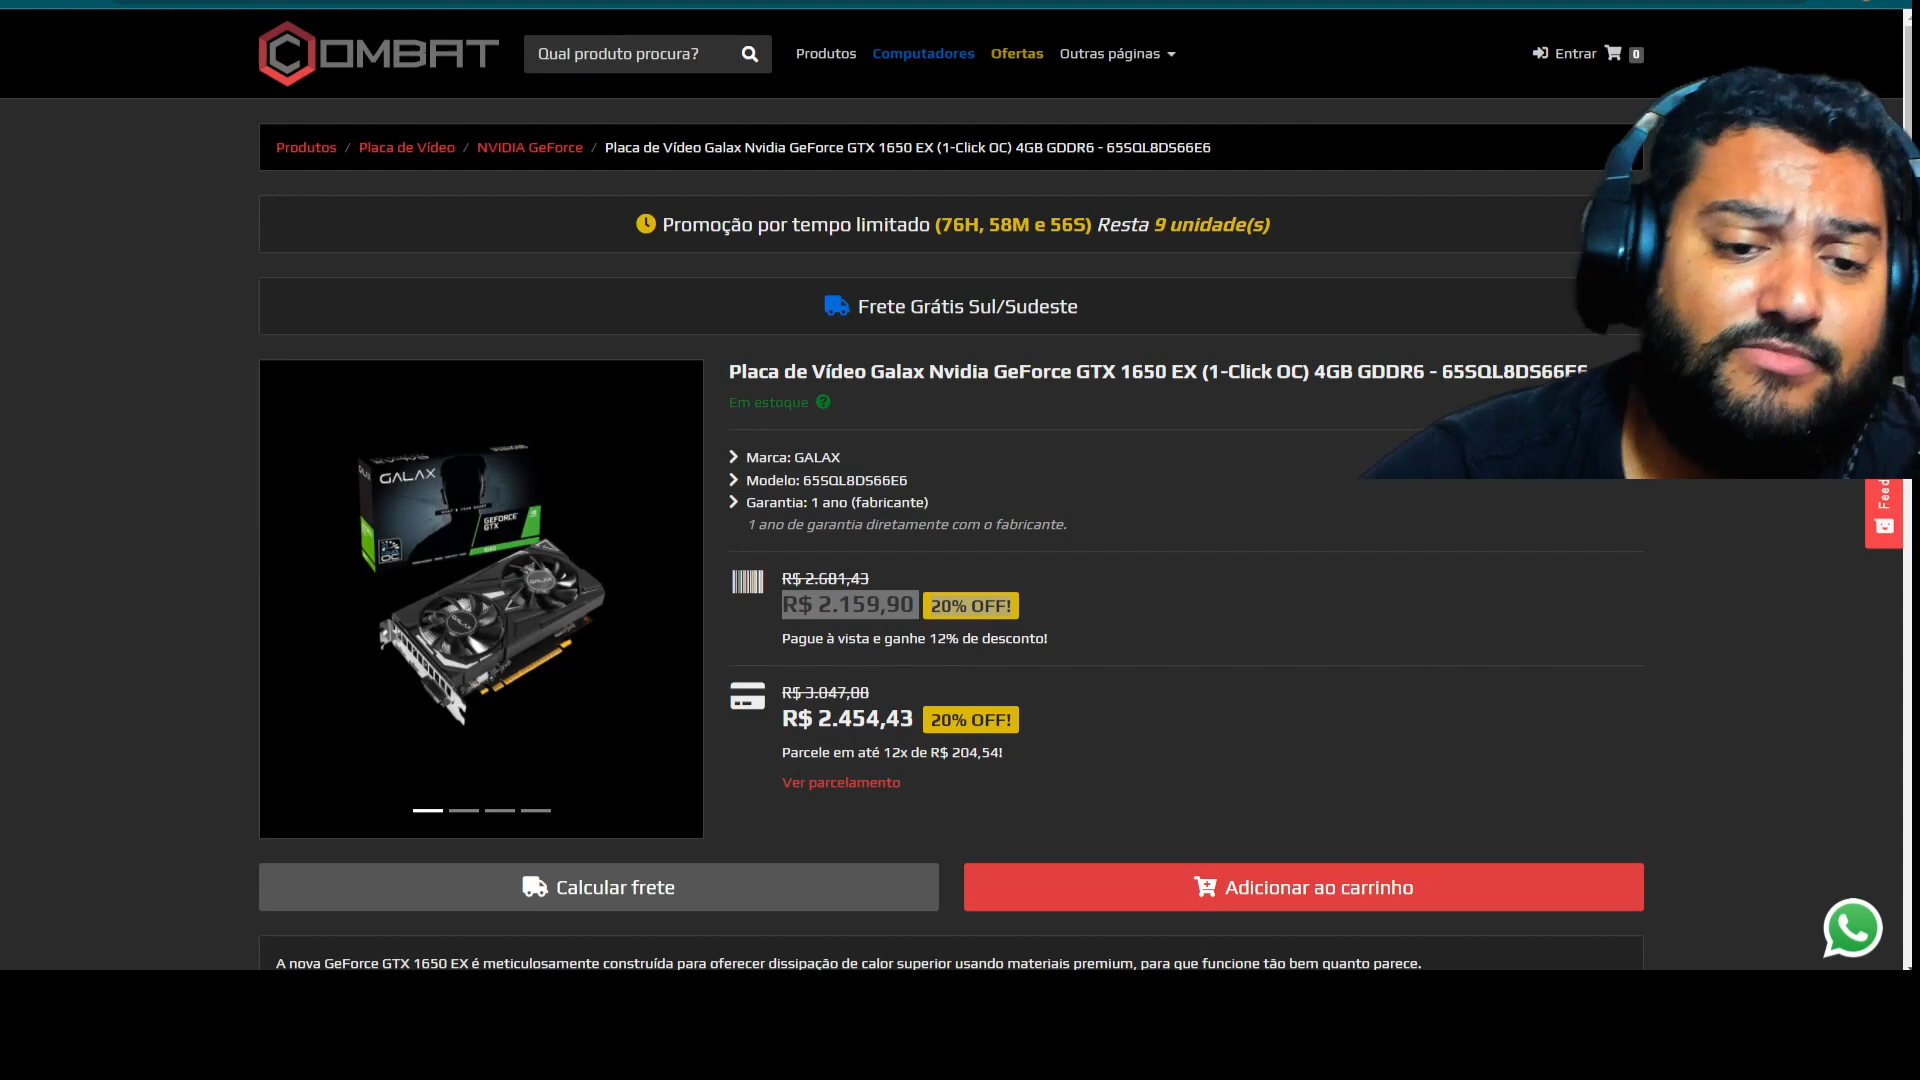 COMBAT
Qual produto procura?
Produtos
Computadores
Ofertas
Outras páginas
Entrar
0
Produtos / Placa de Vídeo / NVIDIA GeForce / Placa de Vídeo Galax Nvidia GeForce GTX 1650 EX (1-Click OC) 4GB GDDR6 - 65SQL8DS66E6
Promoção por tempo limitado (76H, 58M e 56S) Resta 9 unidade(s)
Frete Grátis Sul/Sudeste
Placa de Vídeo Galax Nvidia GeForce GTX 1650 EX (1-Click OC) 4GB GDDR6 - 65SQL8DS66E6
Em estoque
Marca: GALAX
Modelo: 65SQL8DS66E6
Garantia: 1 ano (fabricante)
1 ano de garantia diretamente com o fabricante.
GALAX
GEFORCE
GTX
OC
GALAX
GALAX
R$ 2.681,43
R$ 2.159,90 20% OFF!
Pague à vista e ganhe 12% de desconto!
R$ 3.047,08
R$ 2.454,43 20% OFF!
Parcele em até 12x de R$ 204,54!
Ver parcelamento
Feed
Calcular frete
Adicionar ao carrinho
A nova GeForce GTX 1650 EX é meticulosamente construída para oferecer dissipação de calor superior usando materiais premium, para que funcione tão bem quanto parece.